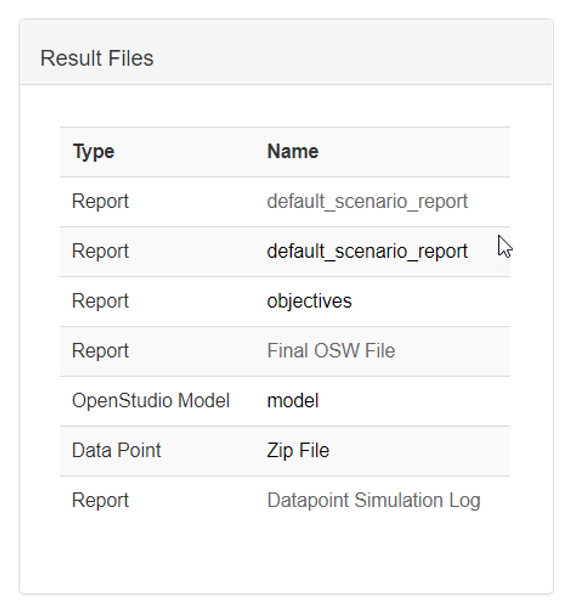 Result Files
Type Name
Report default_scenario_report
Report default_scenario_report
Report objectives
Report Final OSW File
OpenStudio Model model
Data Point Zip File
Report Datapoint Simulation Log